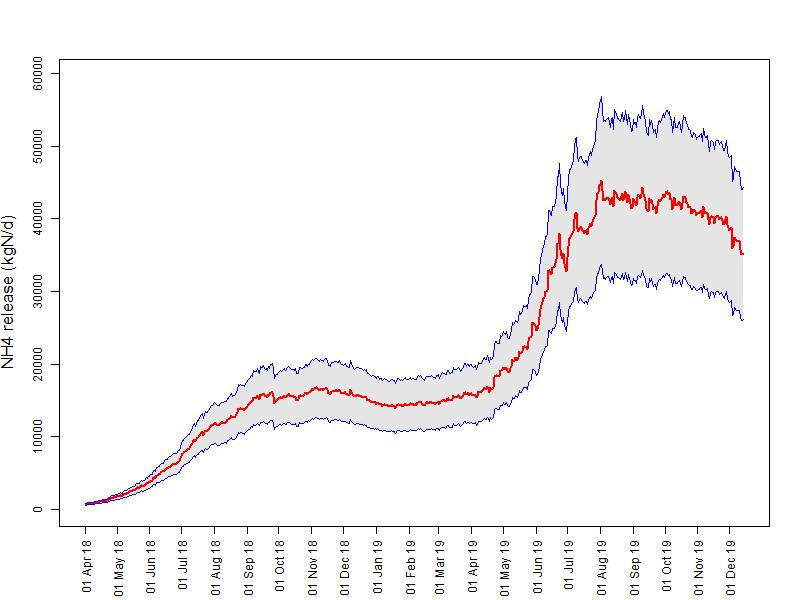 NH4 release (kgN/d)
60000
50000
40000
30000
20000
10000
0
01 Apr 18
01 May 18
01 Jun 18
01 Jul 18
01 Aug 18
01 Sep 18
01 Oct 18
01 Nov 18
01 Dec 18
01 Jan 19
01 Feb 19
01 Mar 19
01 Apr 19
01 May 19
01 Jun 19
01 Jul 19
01 Aug 19
01 Sep 19
01 Oct 19
01 Nov 19
01 Dec 19